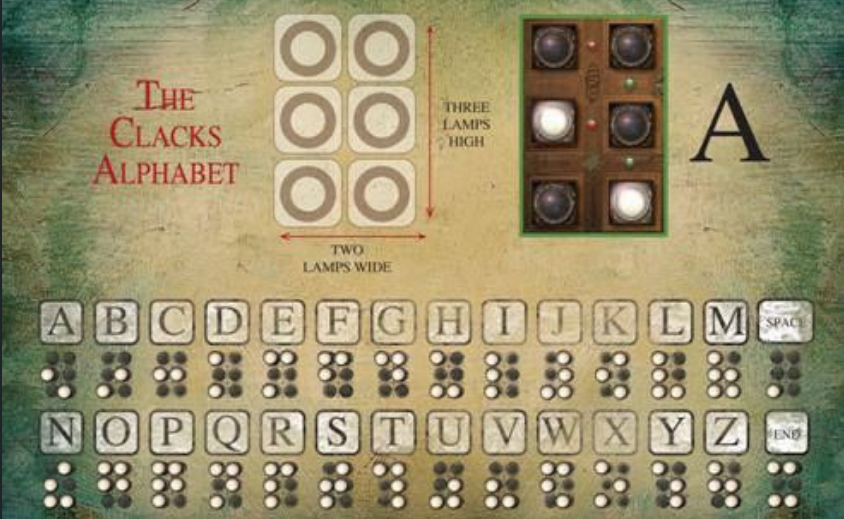 THE
CLACKS
ALPHABET
THREE
LAMPS
HIGH
TWO
LAMPS WIDE
A
A B C D E F G H I J K L M SPACE
N O P Q R S T U V W X Y Z END